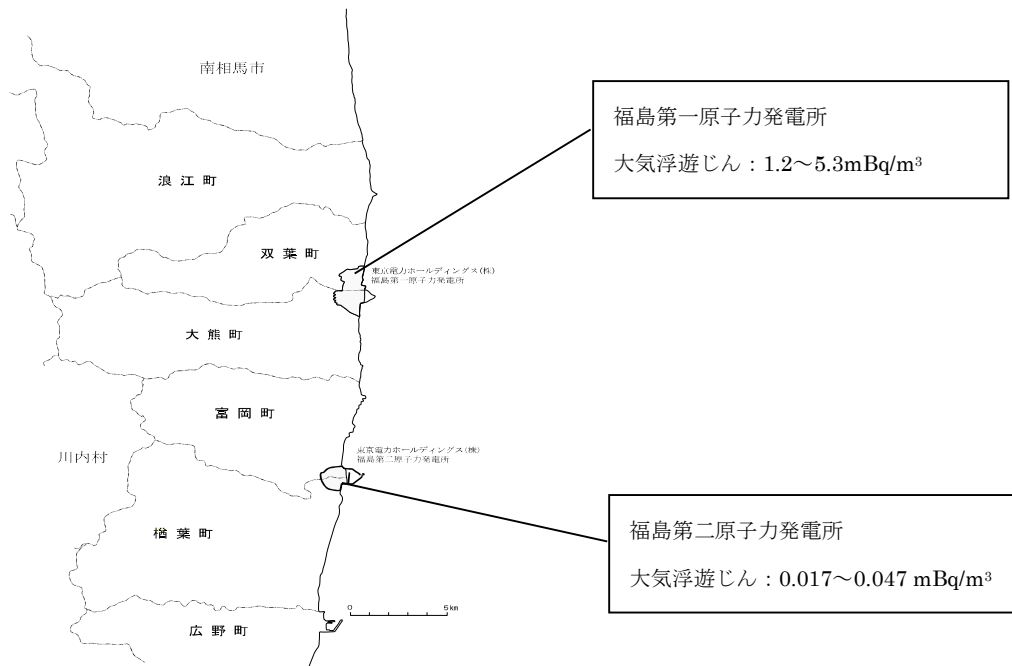 南相馬市
福島第一原子力発電所
大気浮遊じん：1.2～5.3mBq/m³
浪江町
双葉町
東京電力ホールディングス(株)
福島第一原子力発電所
大熊町
富岡町
川内村
東京電力ホールディングス(株)
福島第二原子力発電所
福島第二原子力発電所
大気浮遊じん：0.017～0.047 mBq/m³
楢葉町
0 5km
広野町